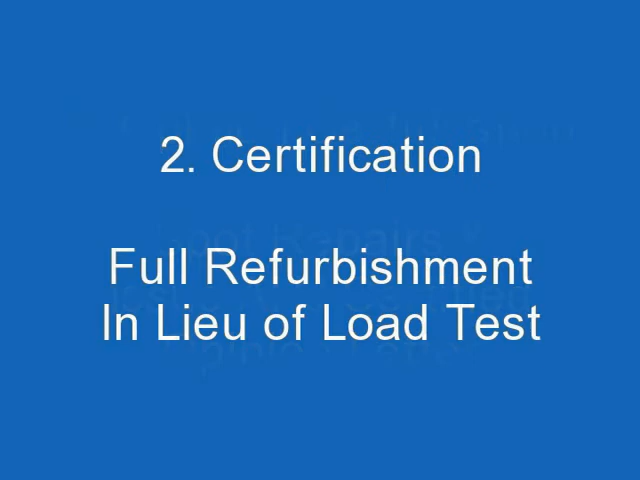 2. Certification
Full Refurbishment
In Lieu of Load Test